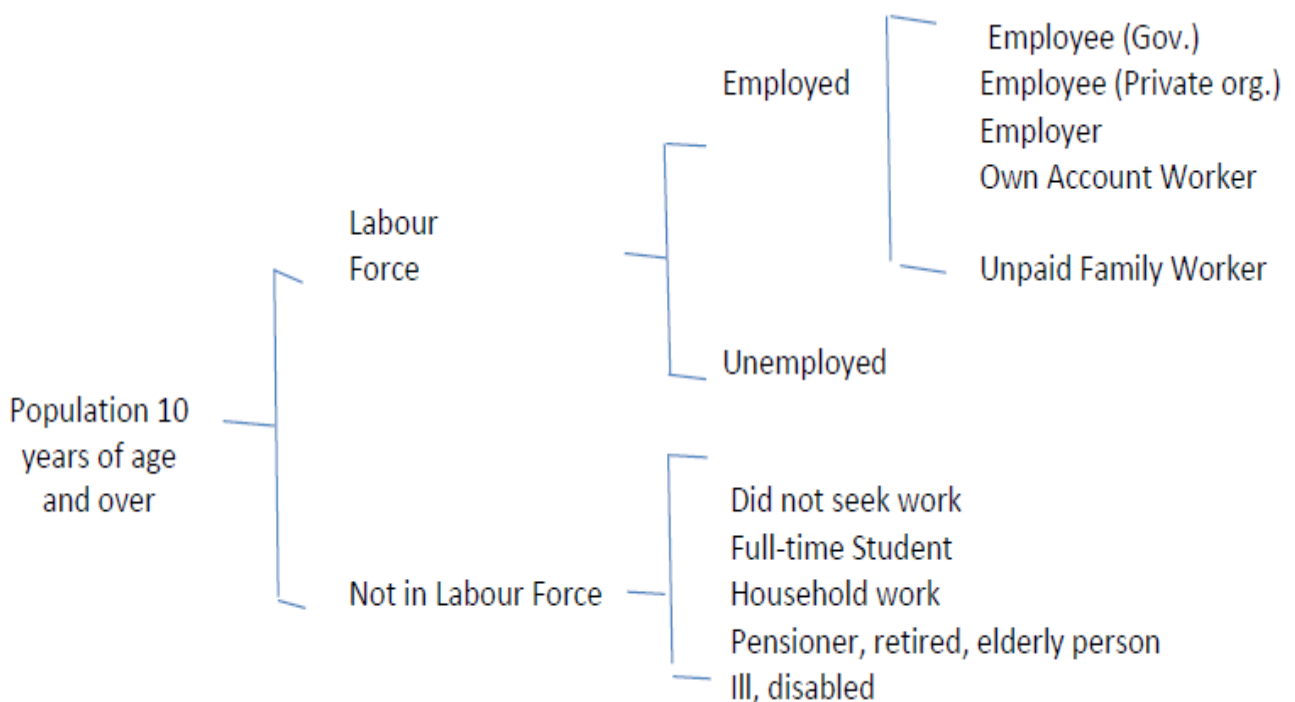 Employee (Gov.)
Employed
Employee (Private org.)
Employer
Own Account Worker
Labour
Force
Unpaid Family Worker
Unemployed
Population 10
years of age
and over
Did not seek work
Full-time Student
Not in Labour Force
Household work
Pensioner, retired, elderly person
Ill, disabled